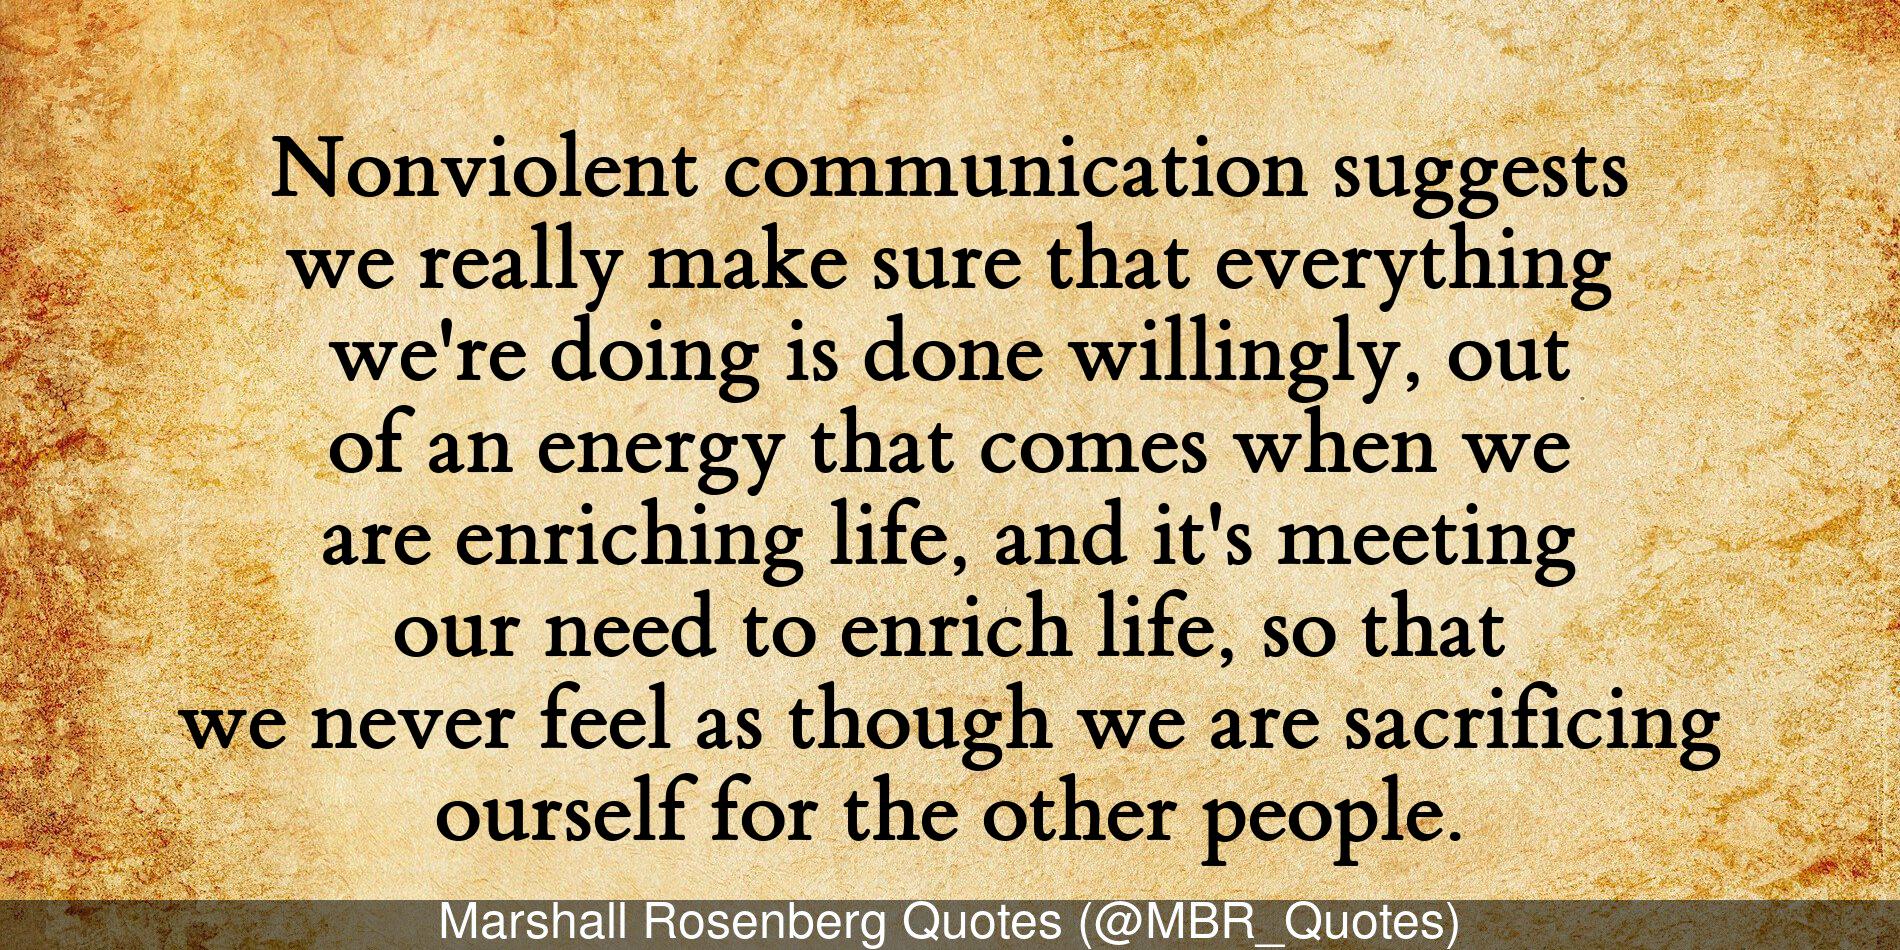 Nonviolent communication suggests
we really make sure that everything
we're doing is done willingly, out
of an energy that comes when we
are enriching life, and it's meeting
our need to enrich life, so that
we never feel as though we are sacrificing
ourself for the other people.
Marshall Rosenberg Quotes (@MBR_Quotes)